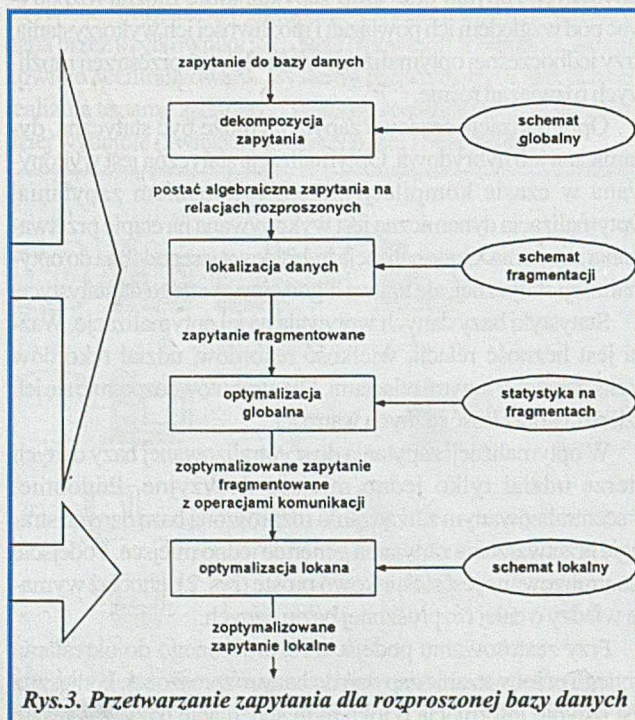 zapytanie do bazy danych
dekompozycja
zapytania
schemat
globalny
postać algebraiczna zapytania na
relacjach rozproszonych
lokalizacja danych
schemat
fragmentacji
zapytanie fragmentowane
optymalizacja
globalna
statystyka na
fragmentach
zoptymalizowane zapytanie
fragmentowane
z operacjami komunikacji
optymalizacja lokana
schemat lokalny
zoptymalizowane
zapytanie lokalne
Rys.3. Przetwarzanie zapytania dla rozproszonej bazy danych